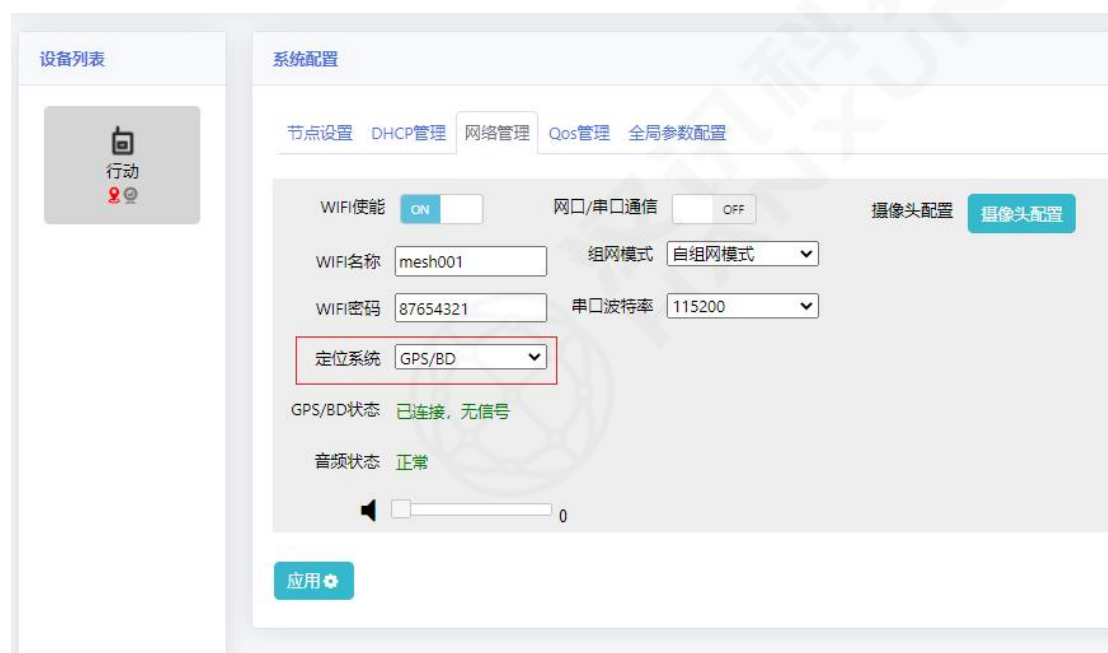 设备列表
行动
系统配置
节点设置 DHCP管理 网络管理 Qos管理 全局参数配置
WIFI使能 ON 网口/串口通信 OFF 摄像头配置 摄像头配置
WIFI名称 mesh001 组网模式 自组网模式
WIFI密码 87654321 串口波特率 115200
定位系统 GPS/BD
GPS/BD状态 已连接,无信号
音频状态 正常
0
应用